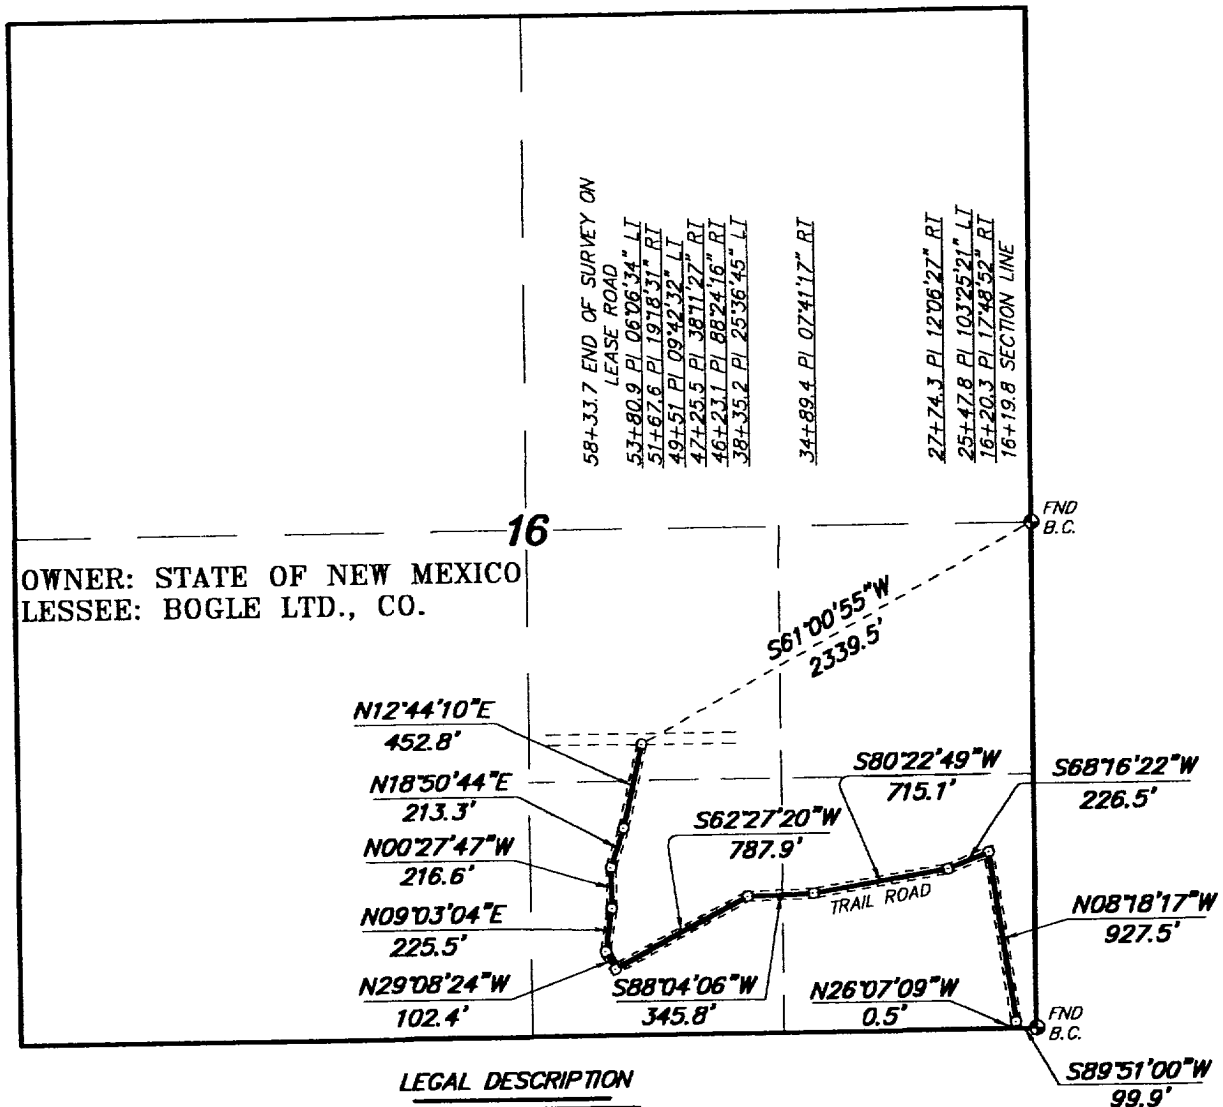 58+33.7 END OF SURVEY ON
LEASE ROAD
53+80.9 PI 06°06'34" LT
51+67.6 PI 19°18'31" RT
49+51 PI 09°42'32" LT
47+25.5 PI 38°11'27" RT
46+23.1 PI 88°24'16" RT
38+35.2 PI 25°36'45" LT
34+89.4 PI 07°41'17" RT
27+74.3 PI 12°06'27" RT
25+47.8 PI 103°25'21" LT
16+20.3 PI 17°48'52" RT
16+19.8 SECTION LINE
FND
B.C.
16
OWNER: STATE OF NEW MEXICO
LESSEE: BOGLE LTD., CO.
S61°00'55"W
2339.5'
N12°44'10"E
452.8'
N18°50'44"E
213.3'
N00°27'47"W
216.6'
N09°03'04"E
225.5'
N29°08'24"W
102.4'
S62°27'20"W
787.9'
S80°22'49"W
715.1'
S68°16'22"W
226.5'
TRAIL ROAD
N08°18'17"W
927.5'
S88°04'06"W
345.8'
N26°07'09"W
0.5'
FND
B.C.
S89°51'00"W
99.9'
LEGAL DESCRIPTION